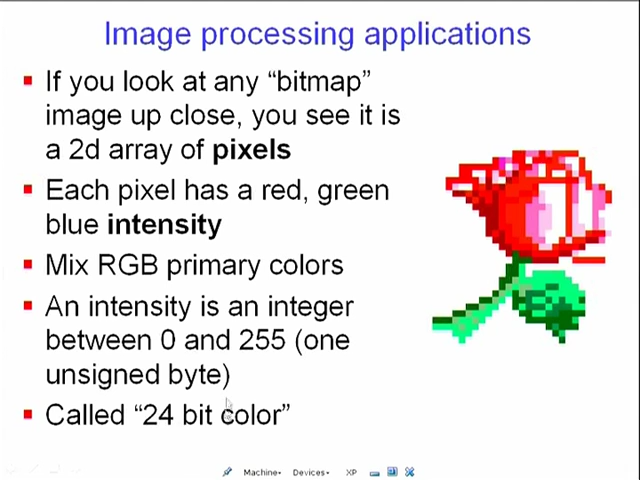 Image processing applications
If you look at any “bitmap”
image up close, you see it is
a 2d array of pixels
Each pixel has a red, green
blue intensity
Mix RGB primary colors
An intensity is an integer
between 0 and 255 (one
unsigned byte)
Called “24 bit color”
Machine Devices XP